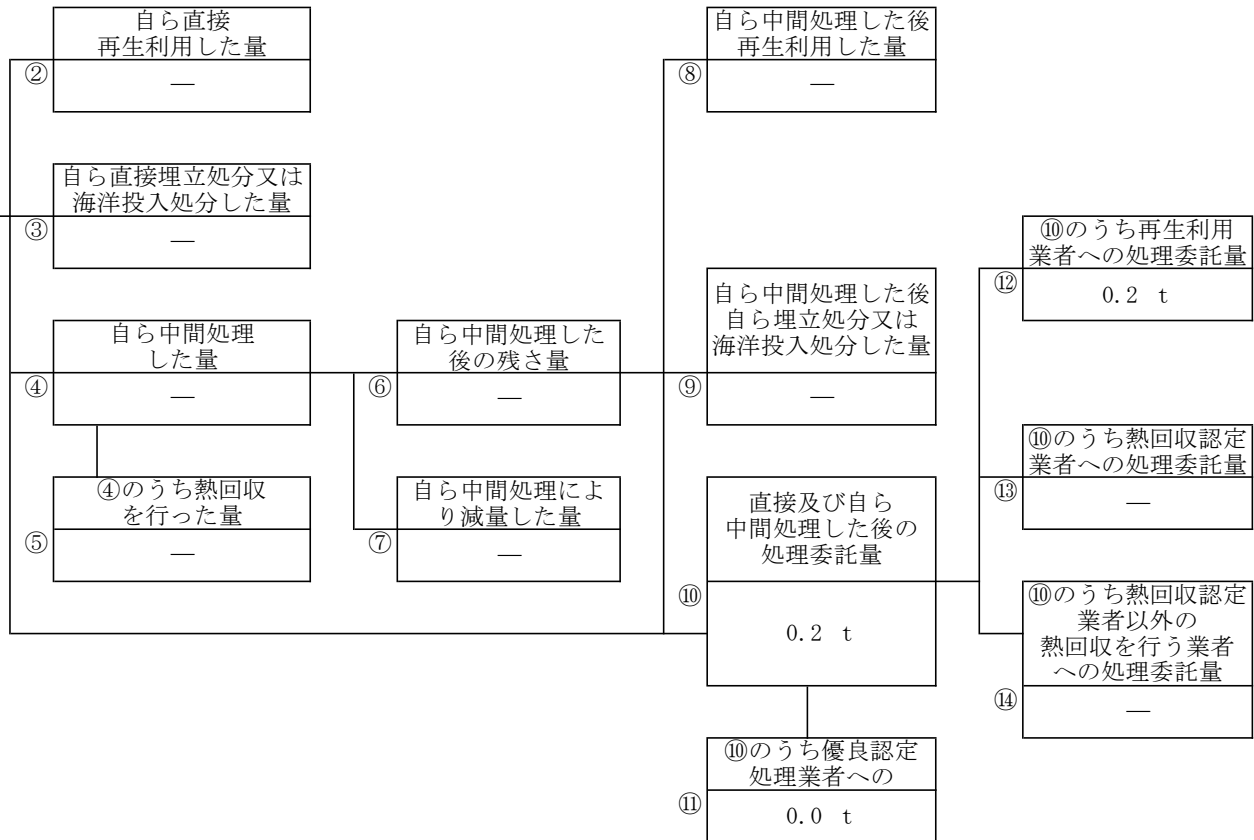 自ら直接
再生利用した量
②
―
自ら直接埋立処分又は
海洋投入処分した量
③
―
自ら中間処理
した量
④
―
④のうち熱回収
を行った量
⑤
―
自ら中間処理した
後の残さ量
⑥
―
自ら中間処理によ
り減量した量
⑦
―
自ら中間処理した後
再生利用した量
⑧
―
自ら中間処理した後
自ら埋立処分又は
海洋投入処分した量
⑨
―
直接及び自ら
中間処理した後の
処理委託量
⑩
0.2 t
⑩のうち優良認定
処理業者への
⑪
0.0 t
⑩のうち再生利用
業者への処理委託量
⑫
0.2 t
⑩のうち熱回収認定
業者への処理委託量
⑬
―
⑩のうち熱回収認定
業者以外の
熱回収を行う業者
への処理委託量
⑭
―